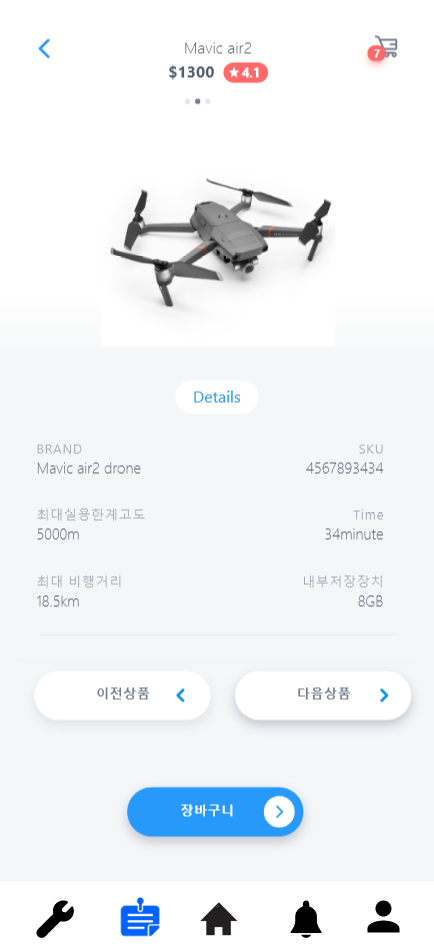 Mavic air2
7
$1300 ★ 4.1
Details
BRAND SKU
Mavic air2 drone 4567893434
최대실용한계고도 Time
5000m 34minute
최대 비행거리 내부저장장치
18.5km 8GB
이전상품 다음상품
장바구니